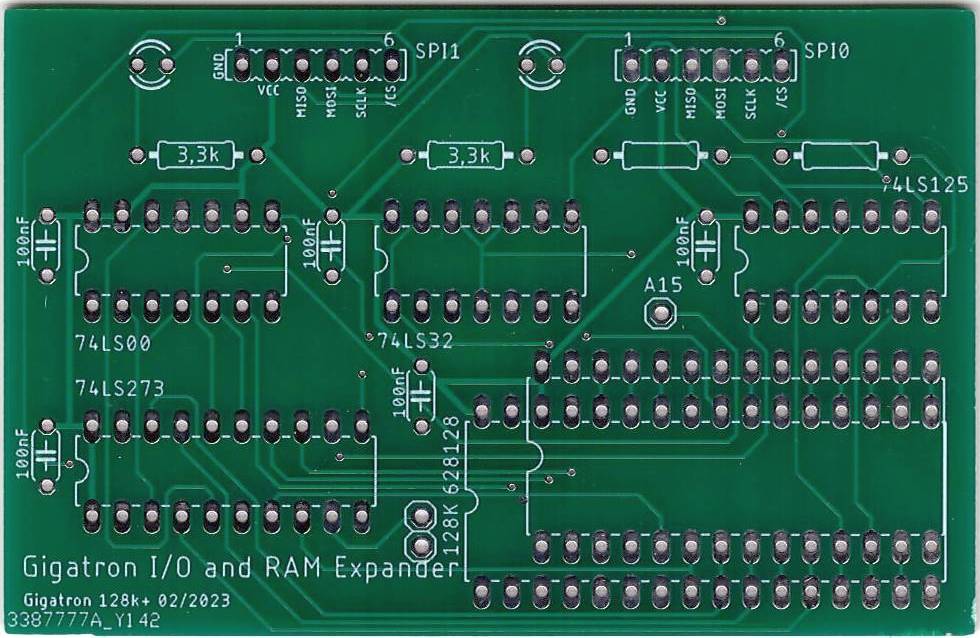 1 6 SPI1
GND VCC MISO MOSI SCLK /CS
1 6 SPI0
GND VCC MISO MOSI SCLK /CS
3,3k
3,3k
74LS125
100nF
100nF
100nF
A15
74LS00
74LS32
74LS273
100nF
100nF
128K 628128
Gigatron I/O and RAM Expander
Gigatron 128k+ 02/2023
3387777A_Y142